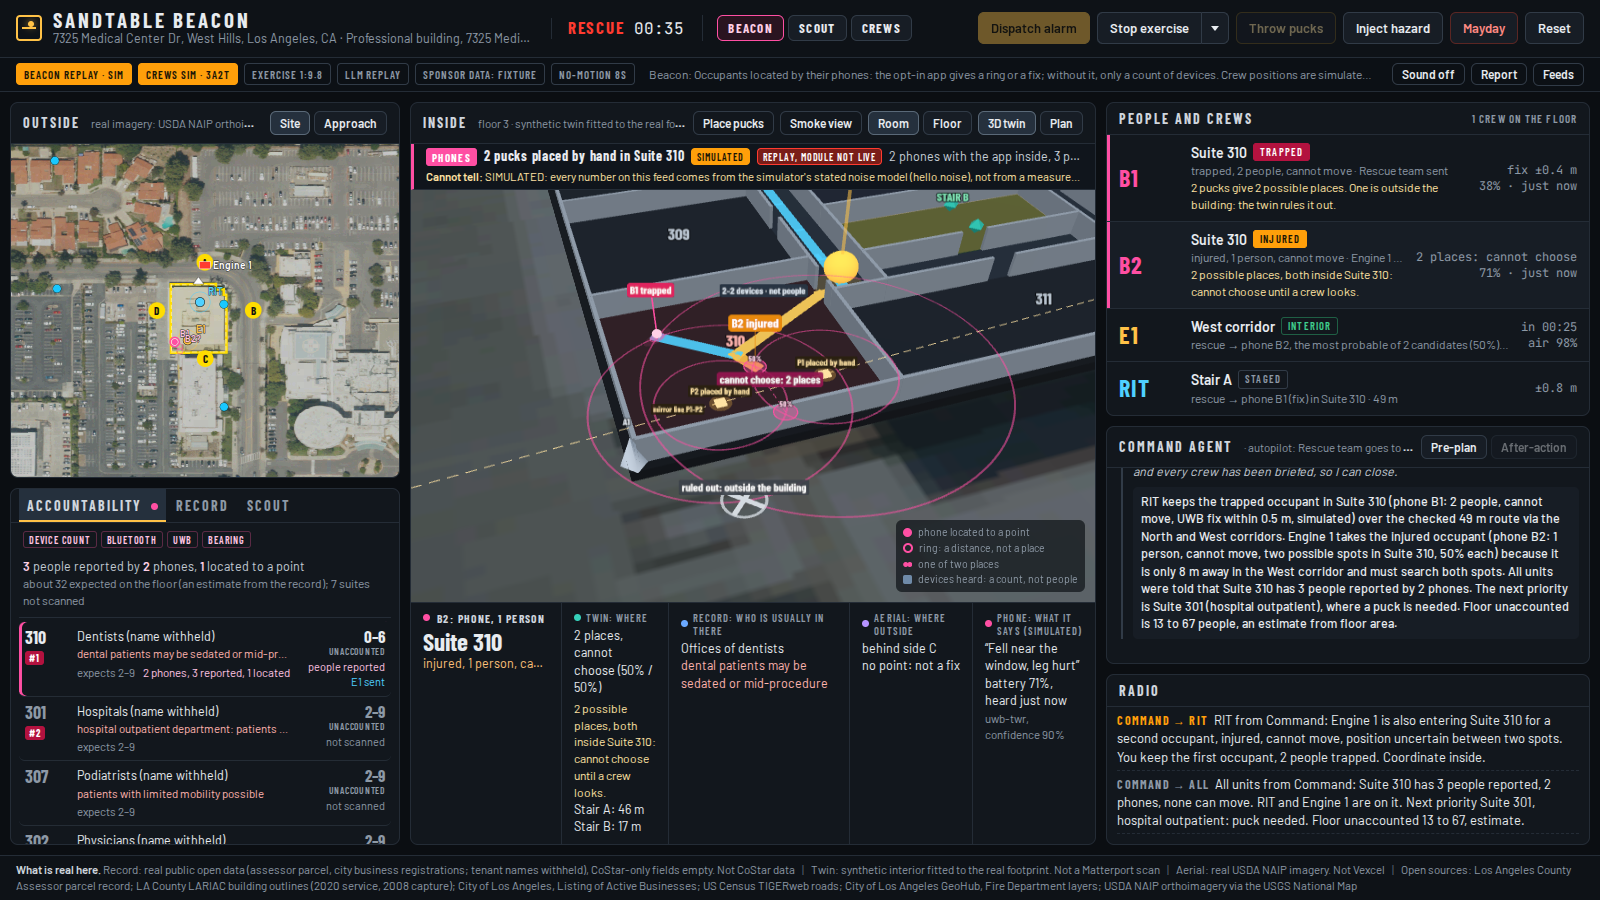 SANDTABLE BEACON
7325 Medical Center Dr, West Hills, Los Angeles, CA · Professional building, 7325 Medi...
RESCUE 00:35
BEACON
SCOUT
CREWS
Dispatch alarm
Stop exercise
Throw pucks
Inject hazard
Mayday
Reset
BEACON REPLAY · SIM
CREWS SIM · 3A2T
EXERCISE 1:9.8
LLM REPLAY
SPONSOR DATA: FIXTURE
NO-MOTION 8S
Beacon: Occupants located by their phones: the opt-in app gives a ring or a fix; without it, only a count of devices. Crew positions are simulate...
Sound off
Report
Feeds
OUTSIDE
real imagery: USDA NAIP orthoi...
Site
Approach
Engine 1
D
B
C
E1
ACCOUNTABILITY
RECORD
SCOUT
DEVICE COUNT
BLUETOOTH
UWB
BEARING
3 people reported by 2 phones, 1 located to a point
about 32 expected on the floor (an estimate from the record); 7 suites
not scanned
310
#1
Dentists (name withheld)
dental patients may be sedated or mid-pr...
expects 2–9 2 phones, 3 reported, 1 located
0–6
UNACCOUNTED
people reported
E1 sent
301
#2
Hospitals (name withheld)
hospital outpatient department: patients ...
expects 2–9
2–9
UNACCOUNTED
not scanned
307
Podiatrists (name withheld)
patients with limited mobility possible
expects 2–9
2–9
UNACCOUNTED
not scanned
302
Physicians (name withheld)
2–9
INSIDE
floor 3 · synthetic twin fitted to the real fo...
Place pucks
Smoke view
Room
Floor
3D twin
Plan
PHONES
2 pucks placed by hand in Suite 310
SIMULATED
REPLAY, MODULE NOT LIVE
2 phones with the app inside, 3 p...
Cannot tell: SIMULATED: every number on this feed comes from the simulator's stated noise model (hello.noise), not from a measure...
STAIR B
309
311
B1 trapped
2-2 devices · not people
B2 injured
310
50%
P1 placed by hand
cannot choose: 2 places
P2 placed by hand
50%
mirror line P1-P2
ruled out: outside the building
phone located to a point
ring: a distance, not a place
one of two places
devices heard: a count, not people
B2: PHONE, 1 PERSON
Suite 310
injured, 1 person, ca...
TWIN: WHERE
2 places,
cannot
choose (50% /
50%)
2 possible
places, both
inside Suite 310:
cannot choose
until a crew
looks.
Stair A: 46 m
Stair B: 17 m
RECORD: WHO IS USUALLY IN
THERE
Offices of dentists
dental patients may be
sedated or mid-procedure
AERIAL: WHERE
OUTSIDE
behind side C
no point: not a fix
PHONE: WHAT IT
SAYS (SIMULATED)
"Fell near the
window, leg hurt"
battery 71%,
heard just now
uwb-twr,
confidence 90%
PEOPLE AND CREWS
1 CREW ON THE FLOOR
B1
Suite 310
TRAPPED
trapped, 2 people, cannot move · Rescue team sent
2 pucks give 2 possible places. One is outside the
building: the twin rules it out.
fix ±0.4 m
38% · just now
B2
Suite 310
INJURED
injured, 1 person, cannot move · Engine 1...
2 possible places, both inside Suite 310:
cannot choose until a crew looks.
2 places: cannot choose
71% · just now
E1
West corridor
INTERIOR
rescue → phone B2, the most probable of 2 candidates (50%)...
in 00:25
air 98%
RIT
Stair A
STAGED
rescue → phone B1 (fix) in Suite 310 · 49 m
±0.8 m
COMMAND AGENT
· autopilot: Rescue team goes to ...
Pre-plan
After-action
and every crew has been briefed, so I can close.
RIT keeps the trapped occupant in Suite 310 (phone B1: 2 people, cannot
move, UWB fix within 0.5 m, simulated) over the checked 49 m route via the
North and West corridors. Engine 1 takes the injured occupant (phone B2: 1
person, cannot move, two possible spots in Suite 310, 50% each) because it
is only 8 m away in the West corridor and must search both spots. All units
were told that Suite 310 has 3 people reported by 2 phones. The next priority
is Suite 301 (hospital outpatient), where a puck is needed. Floor unaccounted
is 13 to 67 people, an estimate from floor area.
RADIO
COMMAND → RIT RIT from Command: Engine 1 is also entering Suite 310 for a
second occupant, injured, cannot move, position uncertain between two spots.
You keep the first occupant, 2 people trapped. Coordinate inside.
COMMAND → ALL All units from Command: Suite 310 has 3 people reported, 2
phones, none can move. RIT and Engine 1 are on it. Next priority Suite 301,
hospital outpatient: puck needed. Floor unaccounted 13 to 67, estimate.
What is real here. Record: real public open data (assessor parcel, city business registrations; tenant names withheld), CoStar-only fields empty. Not CoStar data | Twin: synthetic interior fitted to the real footprint. Not a Matterport scan | Aerial: real USDA NAIP imagery. Not Vexcel | Open sources: Los Angeles County
Assessor parcel record; LA County LARIAC building outlines (2020 service, 2008 capture); City of Los Angeles, Listing of Active Businesses; US Census TIGERweb roads; City of Los Angeles GeoHub, Fire Department layers; USDA NAIP orthoimagery via the USGS National Map